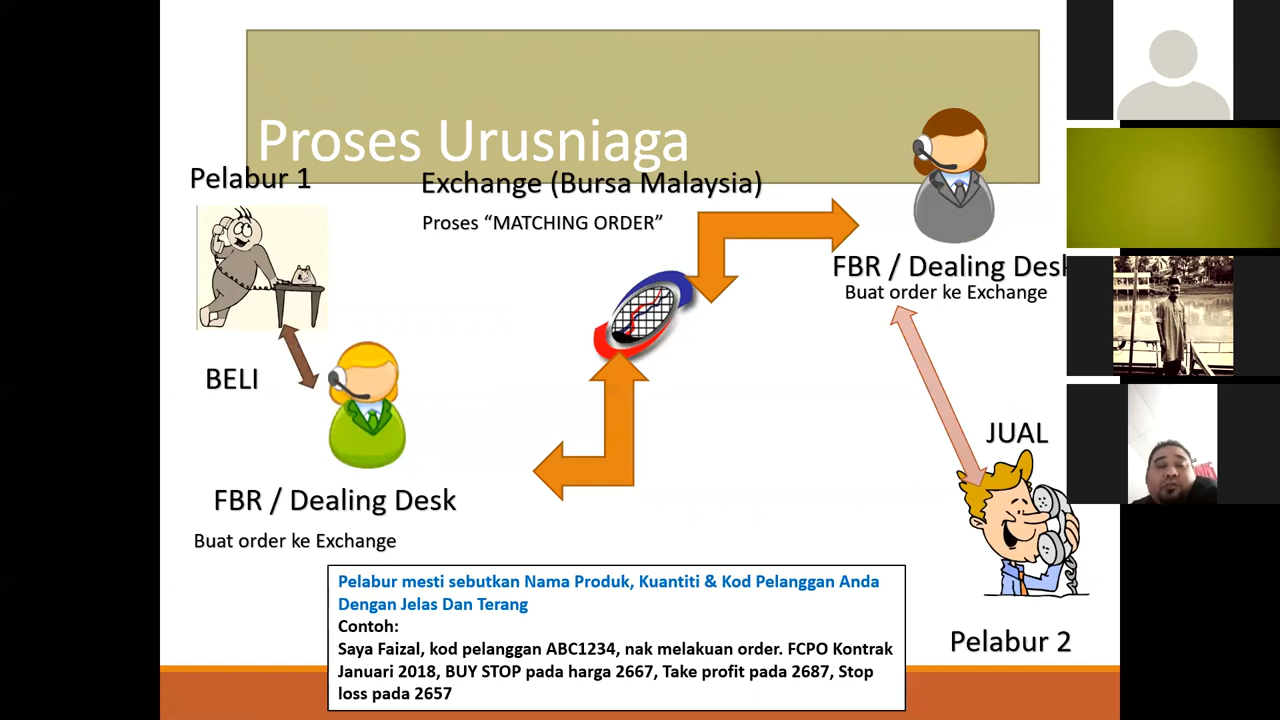 Proses Urusniaga
Pelabur 1
Exchange (Bursa Malaysia)
Proses “MATCHING ORDER”
FBR / Dealing Desk
Buat order ke Exchange
BELI
JUAL
FBR / Dealing Desk
Buat order ke Exchange
Pelabur mesti sebutkan Nama Produk, Kuantiti & Kod Pelanggan Anda
Dengan Jelas Dan Terang
Contoh:
Saya Faizal, kod pelanggan ABC1234, nak melakuan order. FCPO Kontrak
Januari 2018, BUY STOP pada harga 2667, Take profit pada 2687, Stop
loss pada 2657
Pelabur 2